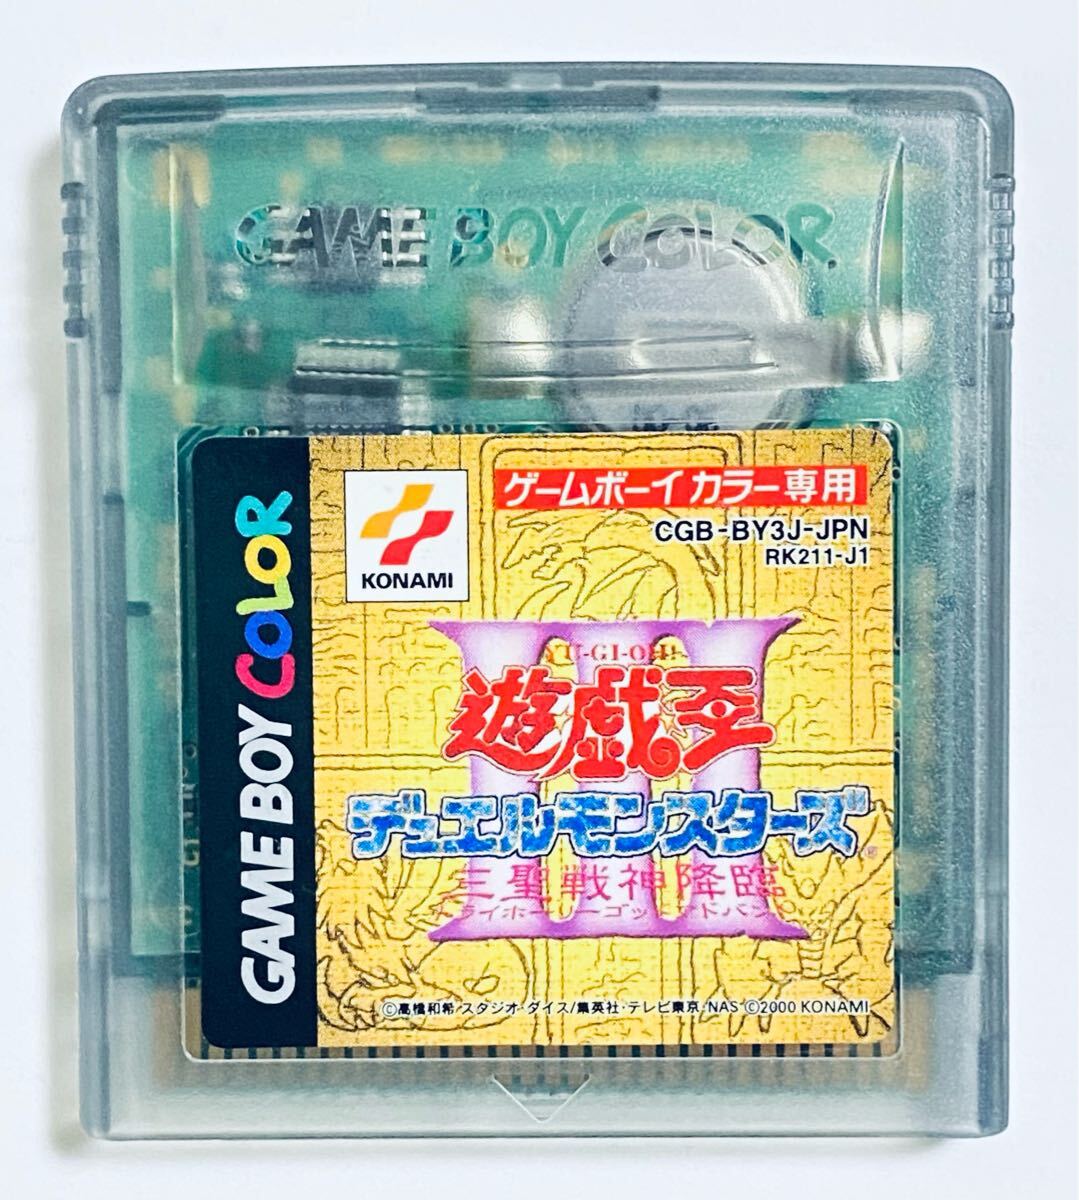 GAME BOY COLOR
GAME BOY COLOR
KONAMI
ゲームボーイカラー専用
CGB-BY3J-JPN
RK211-J1
YU-GI-OH!
遊戯王
デュエルモンスターズ
III
三聖戦神降臨
トライホーリーゴッドアドバント
©高橋和希 スタジオ・ダイス/集英社・テレビ東京・NAS ©2000 KONAMI